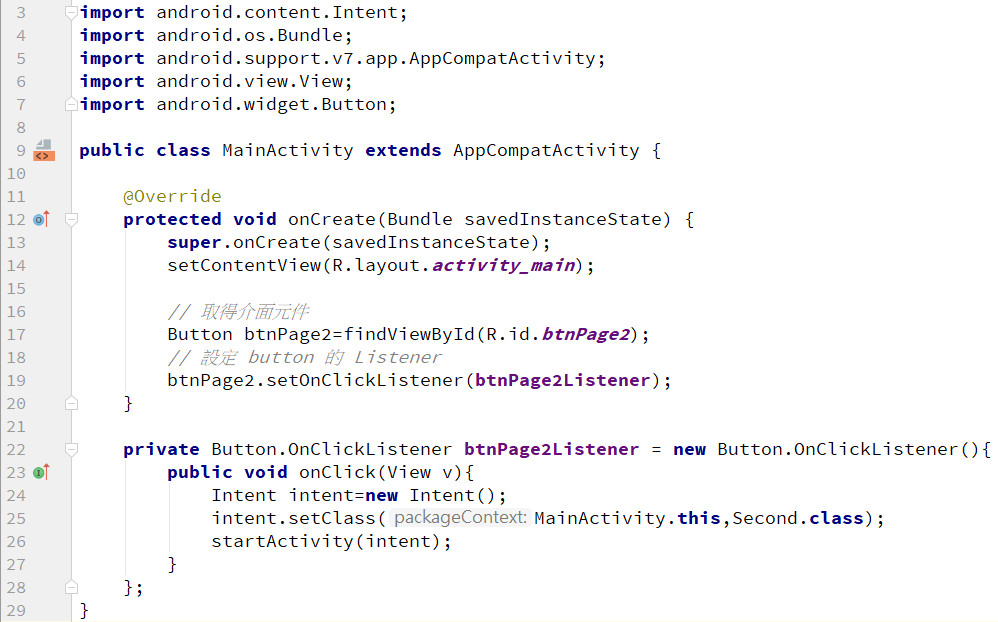 3 import android.content.Intent;
4 import android.os.Bundle;
5 import android.support.v7.app.AppCompatActivity;
6 import android.view.View;
7 import android.widget.Button;
8
9 public class MainActivity extends AppCompatActivity {
10
11     @Override
12     protected void onCreate(Bundle savedInstanceState) {
13         super.onCreate(savedInstanceState);
14         setContentView(R.layout.activity_main);
15
16         // 取得介面元件
17         Button btnPage2=findViewById(R.id.btnPage2);
18         // 設定 button 的 Listener
19         btnPage2.setOnClickListener(btnPage2Listener);
20     }
21
22     private Button.OnClickListener btnPage2Listener = new Button.OnClickListener(){
23         public void onClick(View v){
24             Intent intent=new Intent();
25             intent.setClass( packageContext: MainActivity.this,Second.class);
26             startActivity(intent);
27         }
28     };
29 }